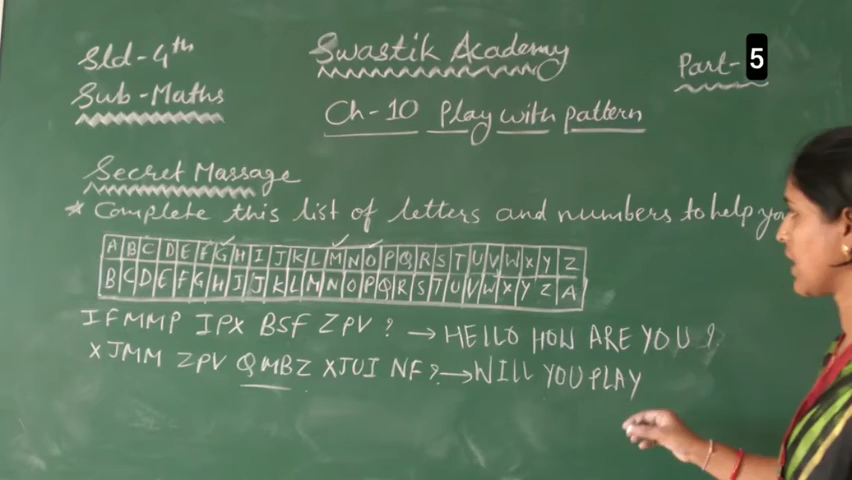 Std-4th
Swastik Academy
Part-5
Sub-Maths
Ch-10 Play with pattern
Secret Massage
* Complete this list of letters and numbers to help you
A B C D E F G H I J K L M N O P Q R S T U V W X Y Z
B C D E F G H I J K L M N O P Q R S T U V W X Y Z A
IFMMP IPX BSF ZPV ? → HELLO HOW ARE YOU ?
XJMM ZPV QMBZ XJUI NF ? → WILL YOU PLAY